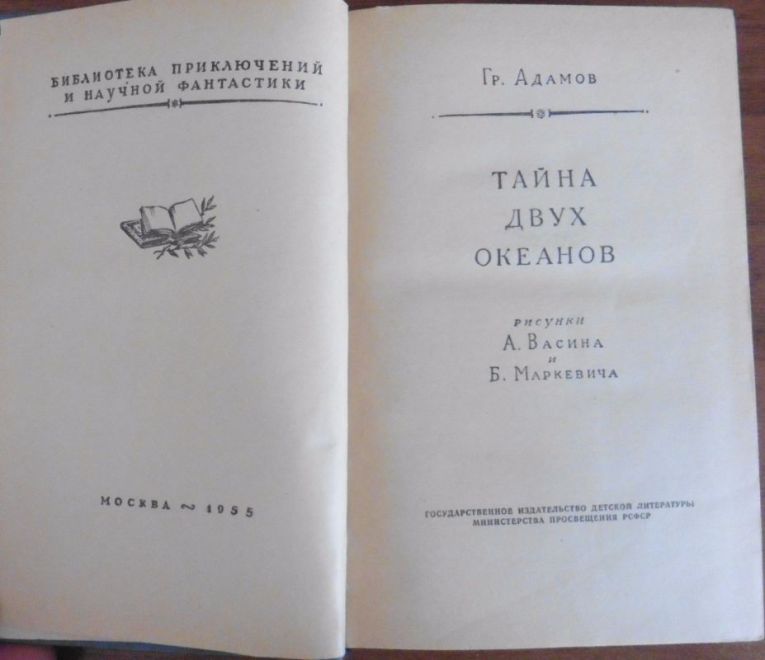 БИБЛИОТЕКА ПРИКЛЮЧЕНИЙ
И НАУЧНОЙ ФАНТАСТИКИ
МОСКВА ~ 1955
Гр. Адамов
ТАЙНА
ДВУХ
ОКЕАНОВ
рисунки
А. Васина
и
Б. Маркевича
ГОСУДАРСТВЕННОЕ ИЗДАТЕЛЬСТВО ДЕТСКОЙ ЛИТЕРАТУРЫ
МИНИСТЕРСТВА ПРОСВЕЩЕНИЯ РСФСР